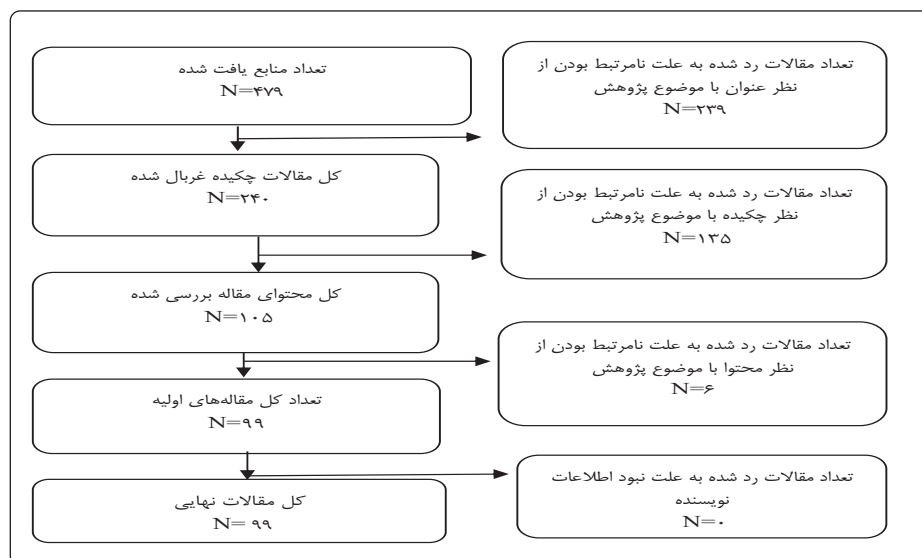 تعداد منابع یافت شده
N=۴۷۹
تعداد مقالات رد شده به علت نامرتبط بودن از
نظر عنوان با موضوع پژوهش
N=۲۳۹
کل مقالات چکیده غربال شده
N=۲۴۰
تعداد مقالات رد شده به علت نامرتبط بودن از
نظر چکیده با موضوع پژوهش
N=۱۳۵
کل محتوای مقاله بررسی شده
N=۱۰۵
تعداد مقالات رد شده به علت نامرتبط بودن از
نظر محتوا با موضوع پژوهش
N=۶
تعداد کل مقاله‌های اولیه
N=۹۹
تعداد مقالات رد شده به علت نبود اطلاعات
نویسنده
N=۰
کل مقالات نهایی
N= ۹۹